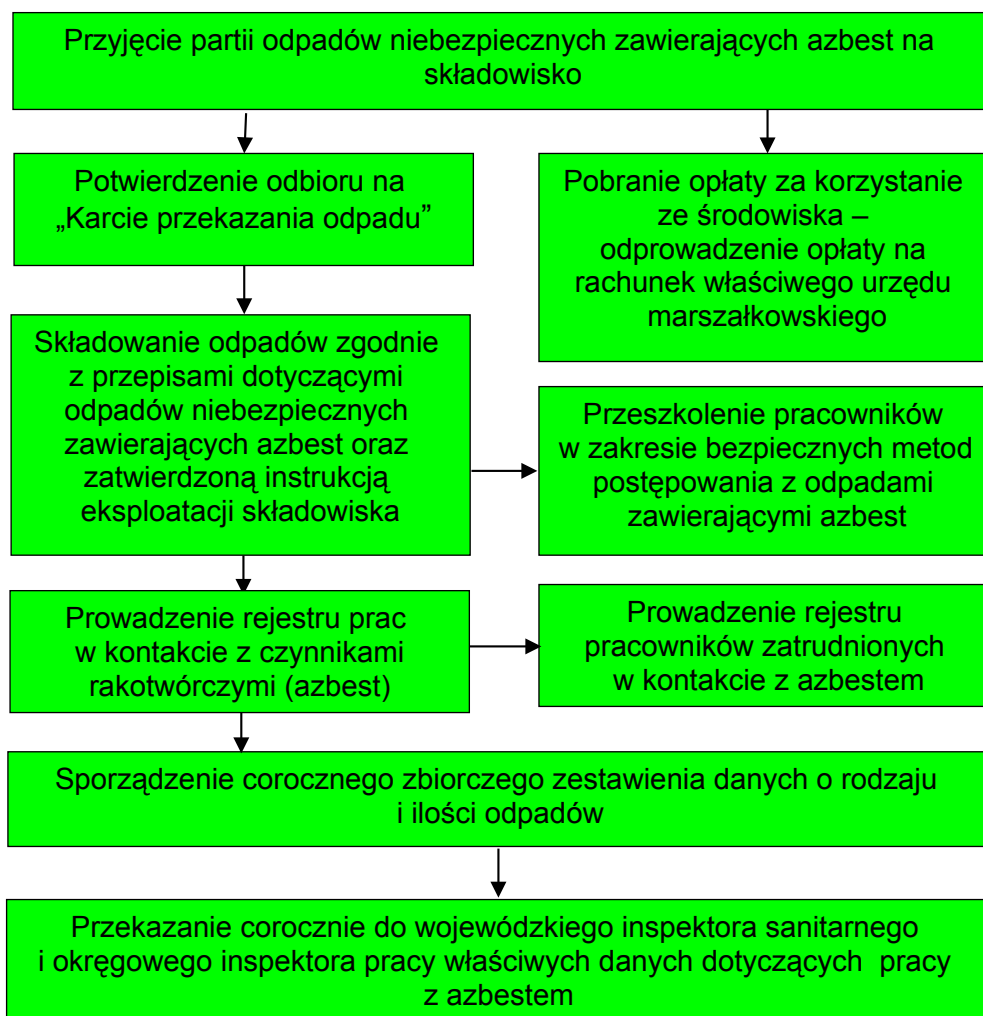 Przyjęcie partii odpadów niebezpiecznych zawierających azbest na
składowisko
Potwierdzenie odbioru na
„Karcie przekazania odpadu”
Pobranie opłaty za korzystanie
ze środowiska –
odprowadzenie opłaty na
rachunek właściwego urzędu
marszałkowskiego
Składowanie odpadów zgodnie
z przepisami dotyczącymi
odpadów niebezpiecznych
zawierających azbest oraz
zatwierdzoną instrukcją
eksploatacji składowiska
Przeszkolenie pracowników
w zakresie bezpiecznych metod
postępowania z odpadami
zawierającymi azbest
Prowadzenie rejestru prac
w kontakcie z czynnikami
rakotwórczymi (azbest)
Prowadzenie rejestru
pracowników zatrudnionych
w kontakcie z azbestem
Sporządzenie corocznego zbiorczego zestawienia danych o rodzaju
i ilości odpadów
Przekazanie corocznie do wojewódzkiego inspektora sanitarnego
i okręgowego inspektora pracy właściwych danych dotyczących pracy
z azbestem